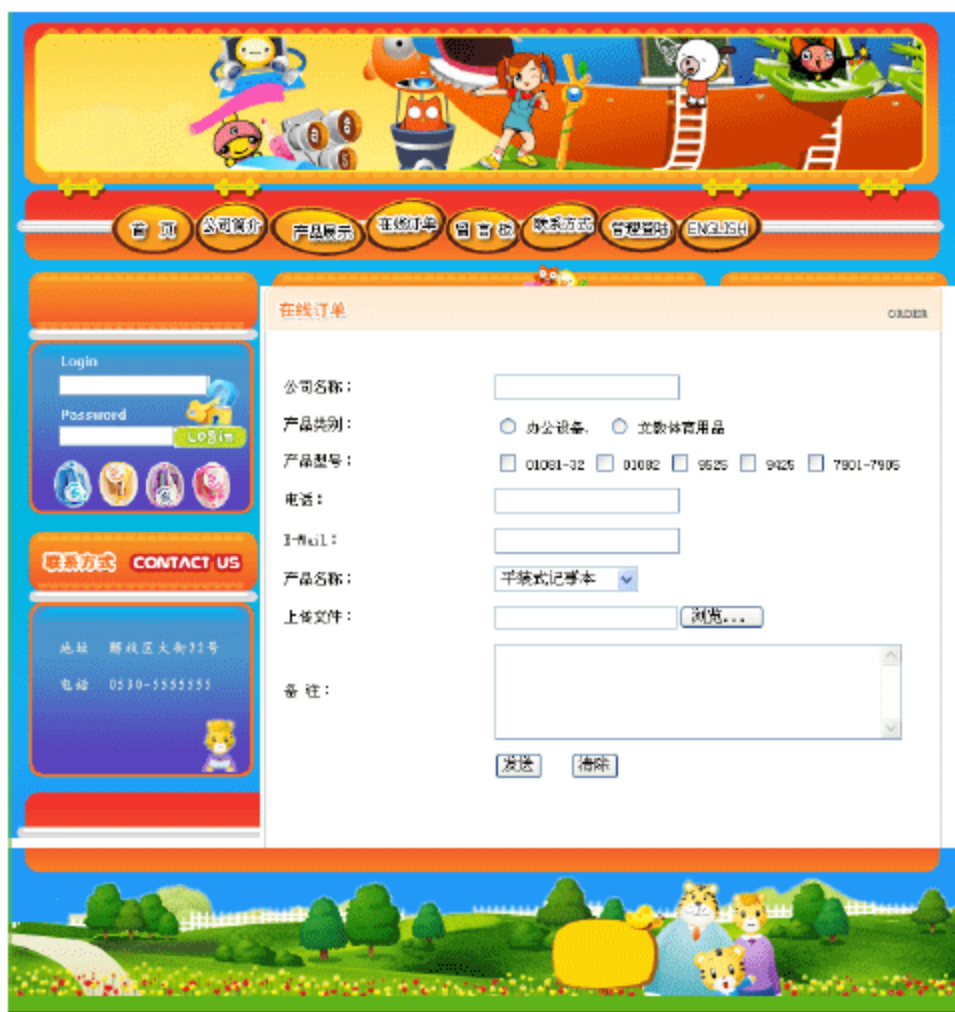 首 页 公司简介 产品展示 在线订单 留言板 联系方式 管理登陆 ENGLISH
在线订单 ORDER
Login
Password
Login
公司名称：
产品类别： 办公设备. 文教体育用品
产品型号： 01081-32 01082 9525 9425 7901-7905
电话：
E-Mail：
产品名称： 平装式记事本
上传文件： 浏览...
备 注：
发送 清除
联系方式 CONTACT US
地址 解放区大街32号
电话 0530-5555555